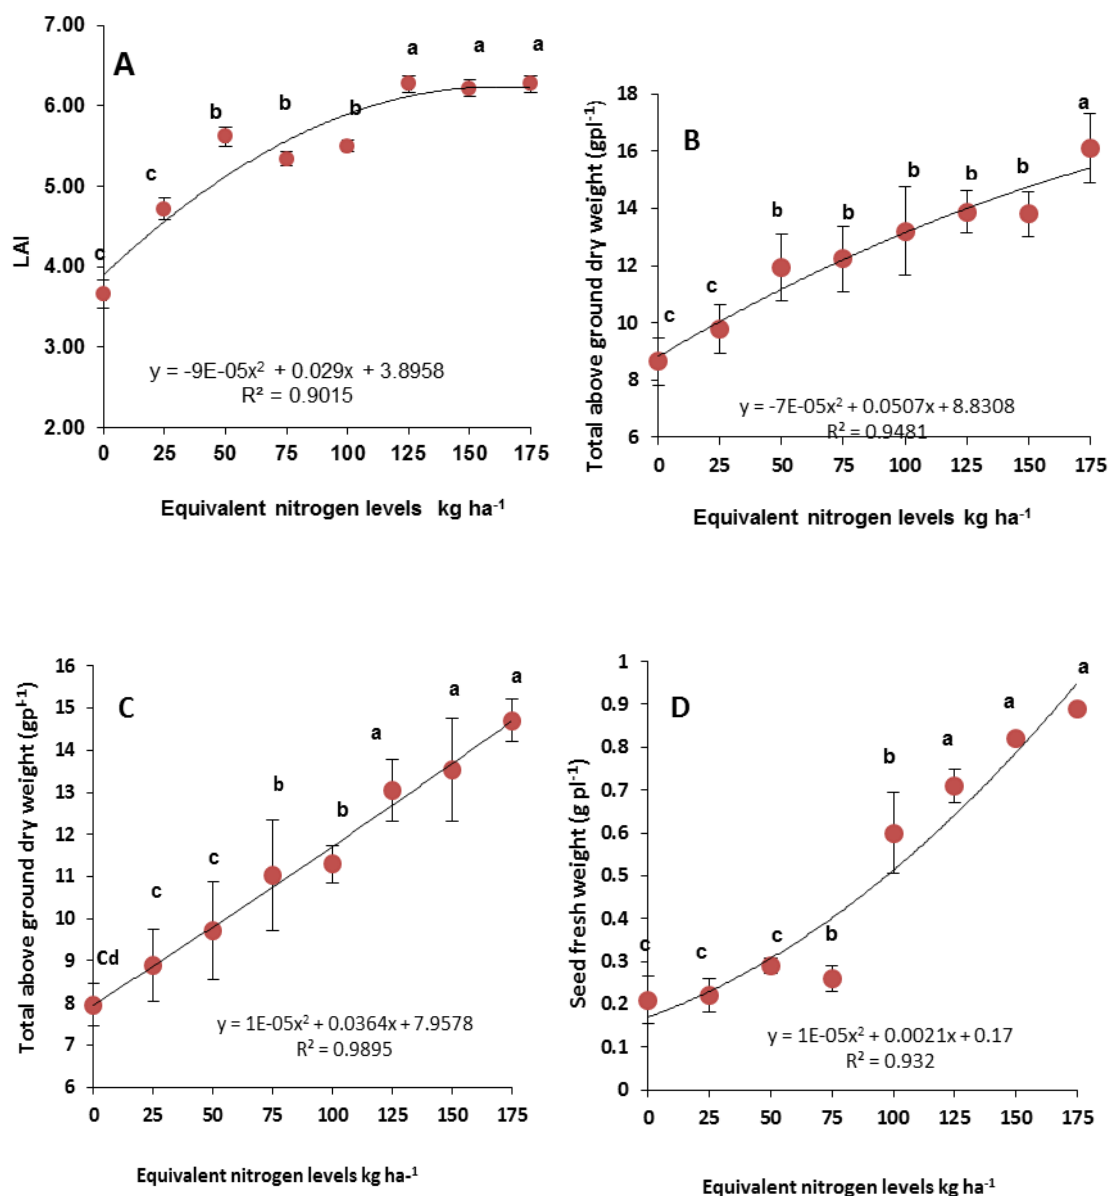 A
7.00
6.00
5.00
4.00
3.00
2.00
LAI
c
c
b
b
b
a
a
a
y = -9E-05x² + 0.029x + 3.8958
R² = 0.9015
0 25 50 75 100 125 150 175
Equivalent nitrogen levels kg ha⁻¹
B
18
16
14
12
10
8
6
Total above ground dry weight (gpl⁻¹)
c
c
b
b
b
b
b
a
y = -7E-05x² + 0.0507x + 8.8308
R² = 0.9481
0 25 50 75 100 125 150 175
Equivalent nitrogen levels kg ha⁻¹
C
16
15
14
13
12
11
10
9
8
7
6
Total above ground dry weight (gpl⁻¹)
Cd
c
c
b
b
a
a
a
y = 1E-05x² + 0.0364x + 7.9578
R² = 0.9895
0 25 50 75 100 125 150 175
Equivalent nitrogen levels kg ha-¹
D
1
0.9
0.8
0.7
0.6
0.5
0.4
0.3
0.2
0.1
0
Seed fresh weight (g pl⁻¹)
c
c
c
b
b
a
a
a
y = 1E-05x² + 0.0021x + 0.17
R² = 0.932
0 25 50 75 100 125 150 175
Equivalent nitrogen levels kg ha⁻¹